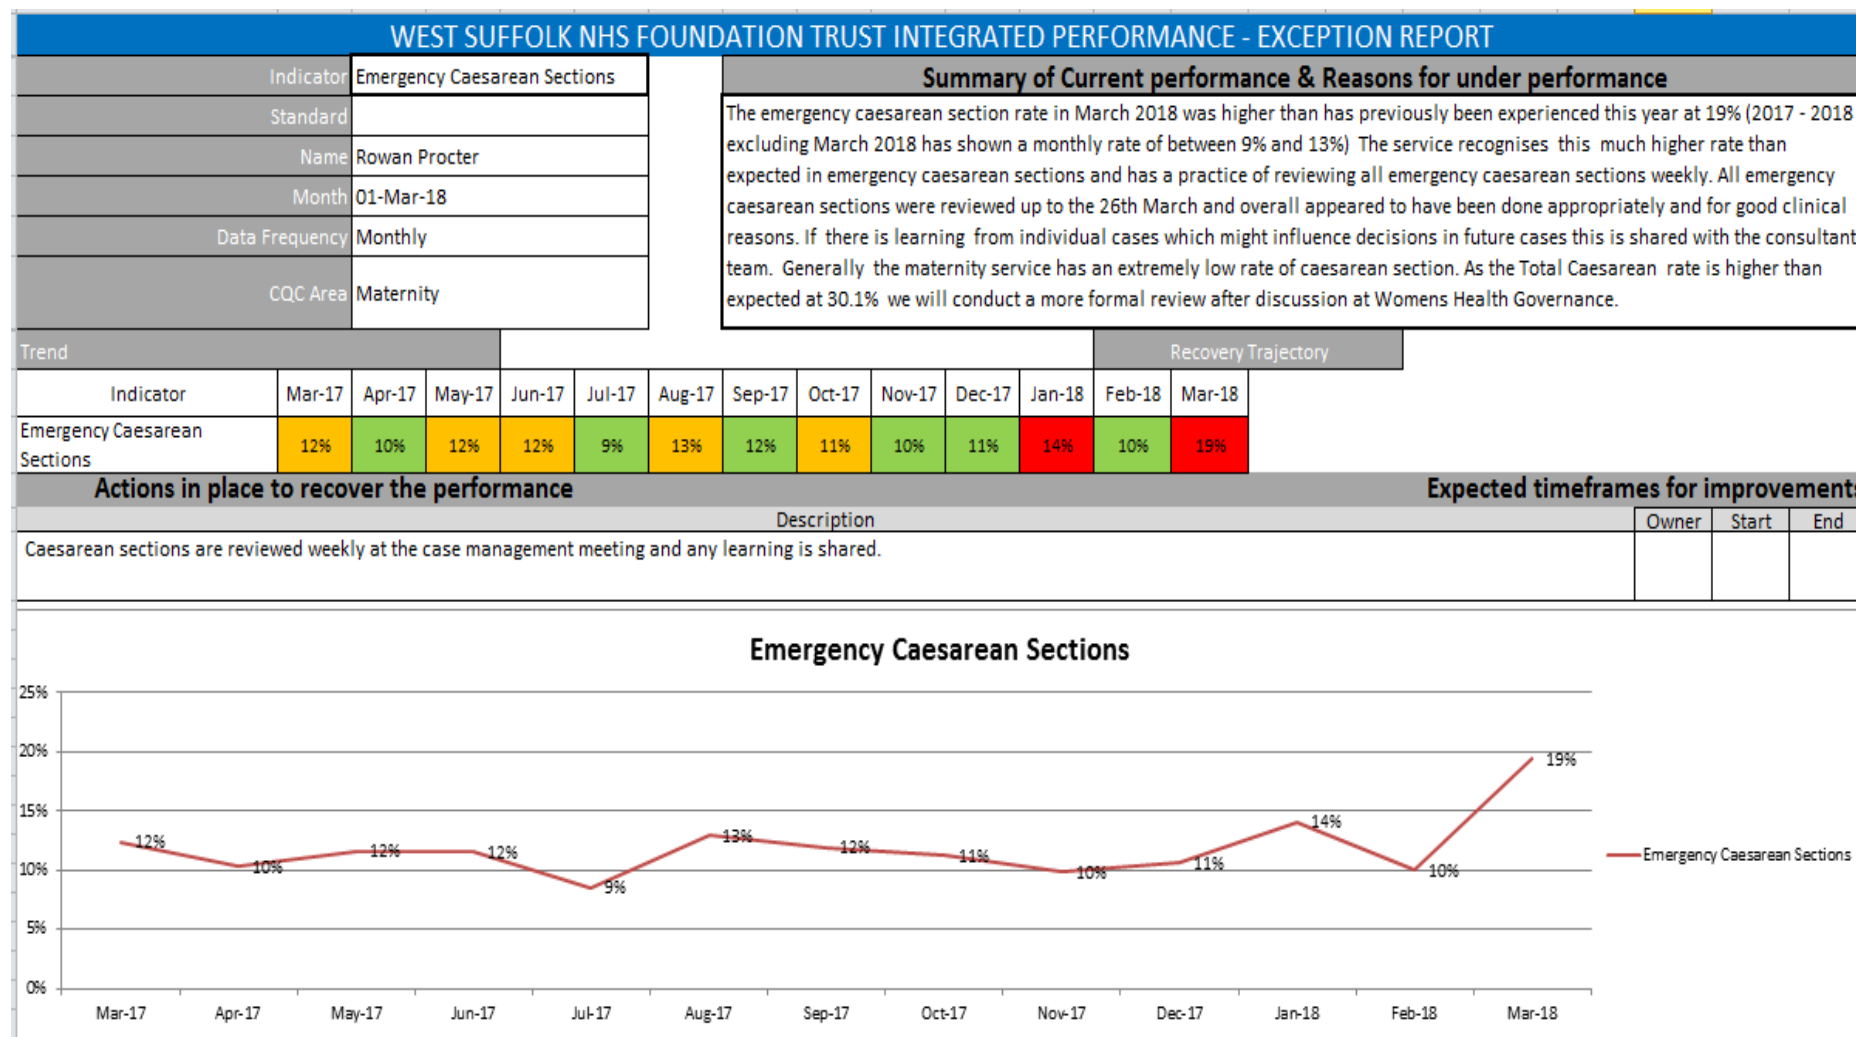 WEST SUFFOLK NHS FOUNDATION TRUST INTEGRATED PERFORMANCE - EXCEPTION REPORT
Indicator Emergency Caesarean Sections
Standard
Name Rowan Procter
Month 01-Mar-18
Data Frequency Monthly
CQC Area Maternity
Summary of Current performance & Reasons for under performance
The emergency caesarean section rate in March 2018 was higher than has previously been experienced this year at 19% (2017 - 2018
excluding March 2018 has shown a monthly rate of between 9% and 13%) The service recognises this much higher rate than
expected in emergency caesarean sections and has a practice of reviewing all emergency caesarean sections weekly. All emergency
caesarean sections were reviewed up to the 26th March and overall appeared to have been done appropriately and for good clinical
reasons. If there is learning from individual cases which might influence decisions in future cases this is shared with the consultant
team. Generally the maternity service has an extremely low rate of caesarean section. As the Total Caesarean rate is higher than
expected at 30.1% we will conduct a more formal review after discussion at Womens Health Governance.
Trend Recovery Trajectory
Indicator Mar-17 Apr-17 May-17 Jun-17 Jul-17 Aug-17 Sep-17 Oct-17 Nov-17 Dec-17 Jan-18 Feb-18 Mar-18
Emergency Caesarean
Sections 12% 10% 12% 12% 9% 13% 12% 11% 10% 11% 14% 10% 19%
Actions in place to recover the performance Expected timeframes for improvements
Description Owner Start End
Caesarean sections are reviewed weekly at the case management meeting and any learning is shared.
Emergency Caesarean Sections
25%
20%
15%
10%
5%
0%
12% 10% 12% 12% 9% 13% 12% 11% 10% 11% 14% 10% 19%
Emergency Caesarean Sections
Mar-17 Apr-17 May-17 Jun-17 Jul-17 Aug-17 Sep-17 Oct-17 Nov-17 Dec-17 Jan-18 Feb-18 Mar-18